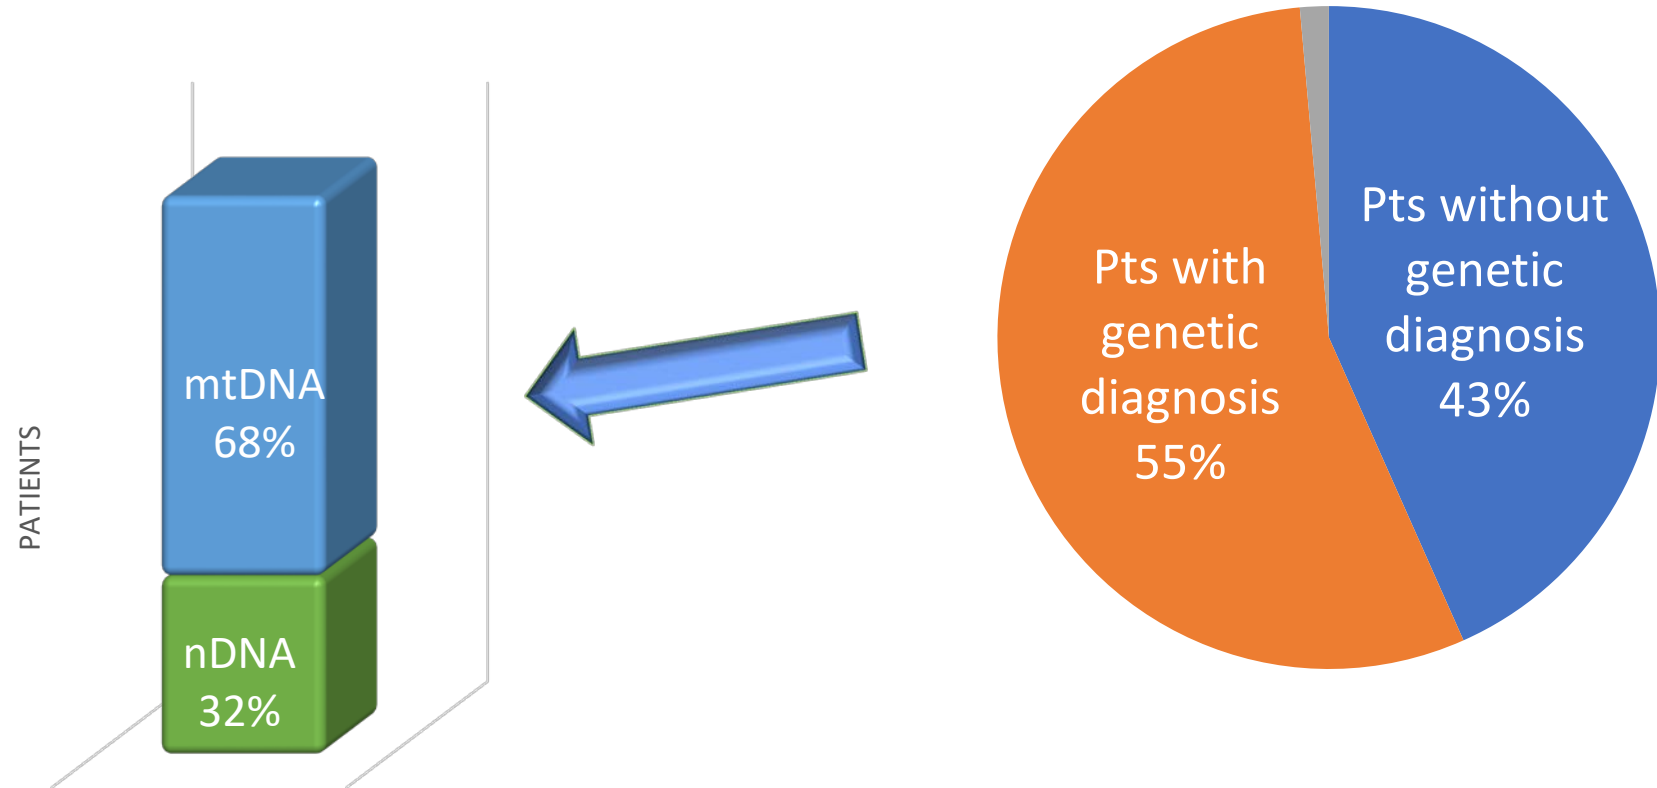 PATIENTS
mtDNA
68%
nDNA
32%
Pts with
genetic
diagnosis
55%
Pts without
genetic
diagnosis
43%